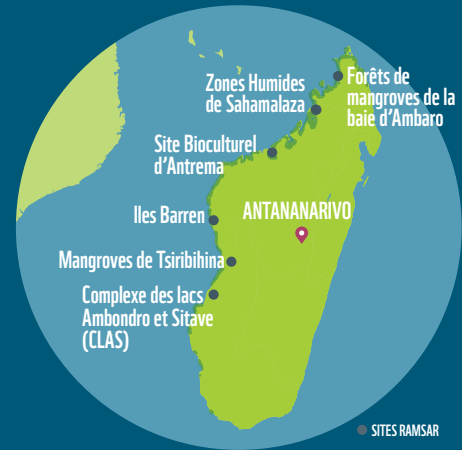 Forêts de
mangroves de la
baie d'Ambaro
Zones Humides
de Sahamalaza
Site Bioculturel
d'Antrema
Iles Barren
ANTANANARIVO
Mangroves de Tsiribihina
Complexe des lacs
Ambondro et Sitave
(CLAS)
SITES RAMSAR